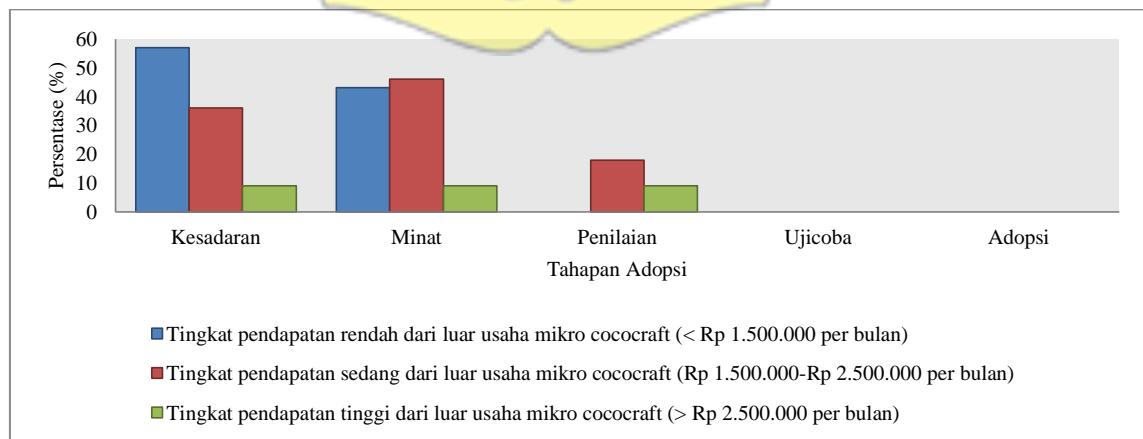 60
50
40
30
20
10
0
Persentase (%)
Kesadaran Minat Penilaian Ujicoba Adopsi
Tahapan Adopsi
Tingkat pendapatan rendah dari luar usaha mikro cococraft (< Rp 1.500.000 per bulan)
Tingkat pendapatan sedang dari luar usaha mikro cococraft (Rp 1.500.000-Rp 2.500.000 per bulan)
Tingkat pendapatan tinggi dari luar usaha mikro cococraft (> Rp 2.500.000 per bulan)